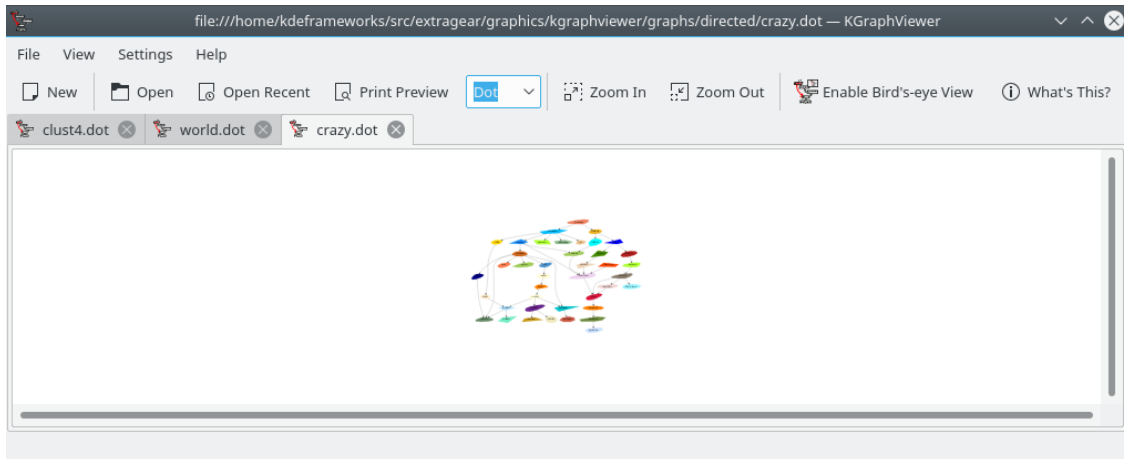 file:///home/kdeframeworks/src/extragear/graphics/kgraphviewer/graphs/directed/crazy.dot — KGraphViewer
File View Settings Help
New Open Open Recent Print Preview Dot Zoom In Zoom Out Enable Bird's-eye View What's This?
clust4.dot world.dot crazy.dot